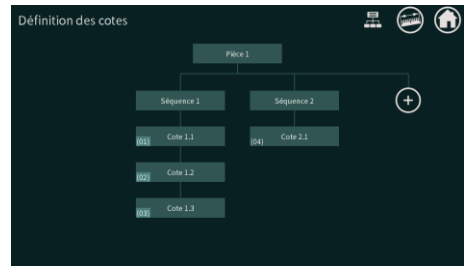 Définition des cotes
Pièce 1
Séquence 1
Séquence 2
(01) Cote 1.1
(04) Cote 2.1
(02) Cote 1.2
(03) Cote 1.3